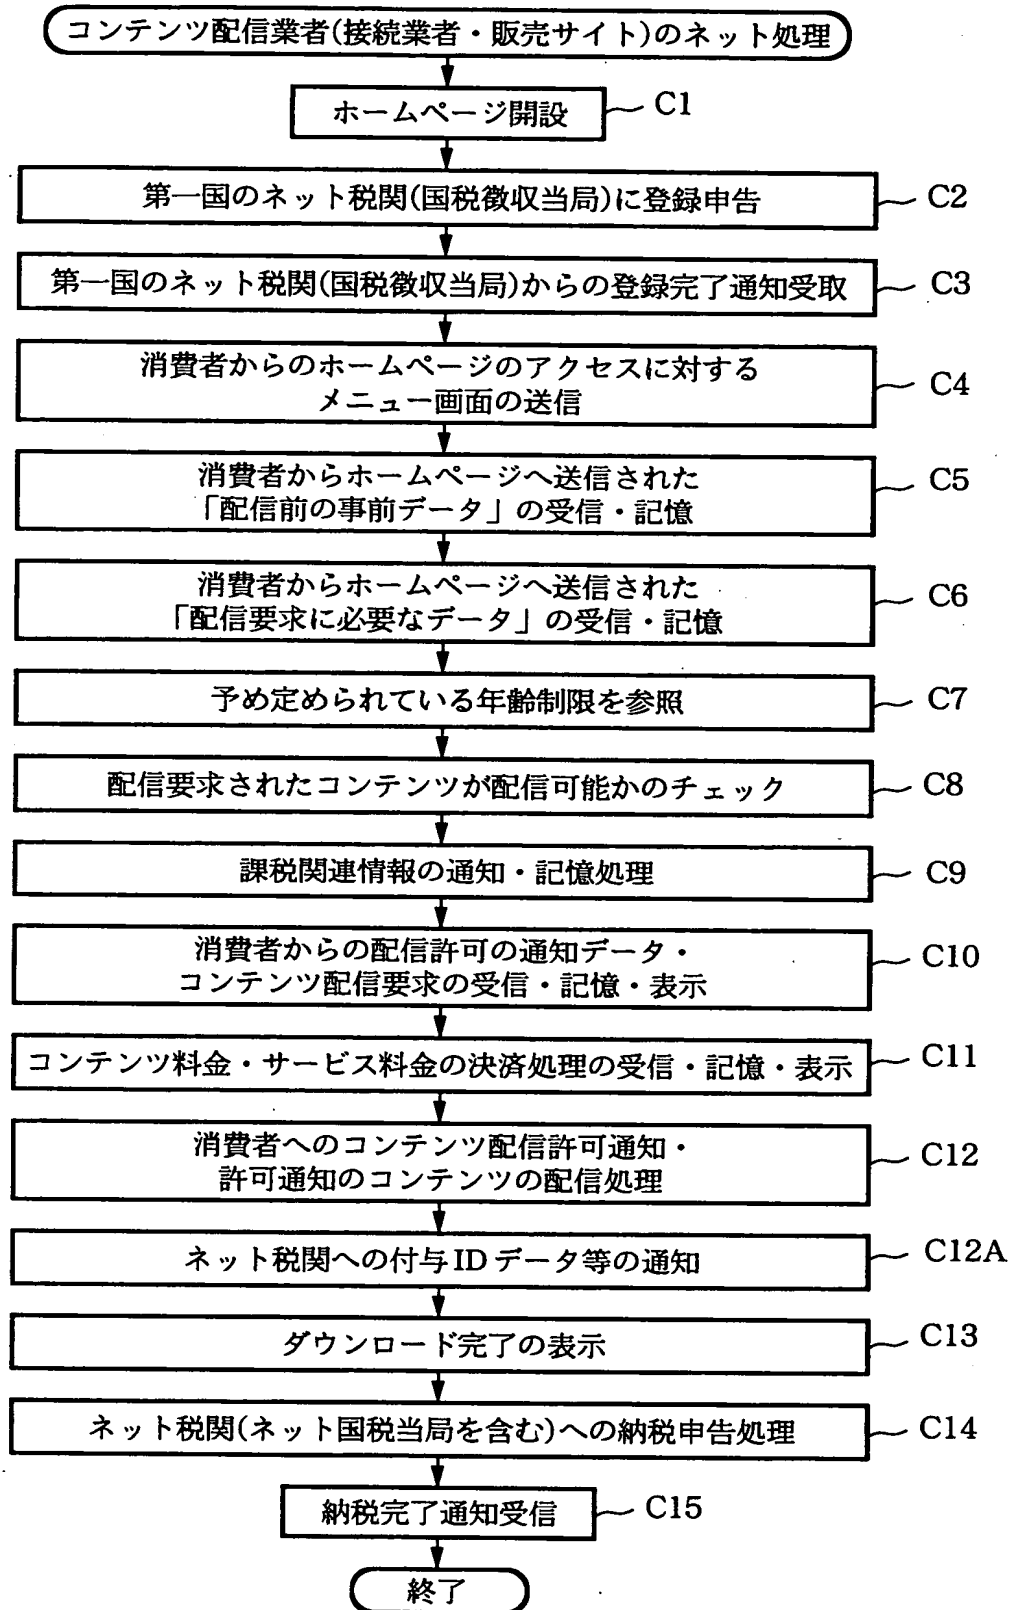 コンテンツ配信業者(接続業者・販売サイト)のネット処理
ホームページ開設
C1
第一国のネット税関(国税徴収当局)に登録申告
C2
第一国のネット税関(国税徴収当局)からの登録完了通知受取
C3
消費者からのホームページのアクセスに対する
メニュー画面の送信
C4
消費者からホームページへ送信された
「配信前の事前データ」の受信・記憶
C5
消費者からホームページへ送信された
「配信要求に必要なデータ」の受信・記憶
C6
予め定められている年齢制限を参照
C7
配信要求されたコンテンツが配信可能かのチェック
C8
課税関連情報の通知・記憶処理
C9
消費者からの配信許可の通知データ・
コンテンツ配信要求の受信・記憶・表示
C10
コンテンツ料金・サービス料金の決済処理の受信・記憶・表示
C11
消費者へのコンテンツ配信許可通知・
許可通知のコンテンツの配信処理
C12
ネット税関への付与IDデータ等の通知
C12A
ダウンロード完了の表示
C13
ネット税関(ネット国税当局を含む)への納税申告処理
C14
納税完了通知受信
C15
終了